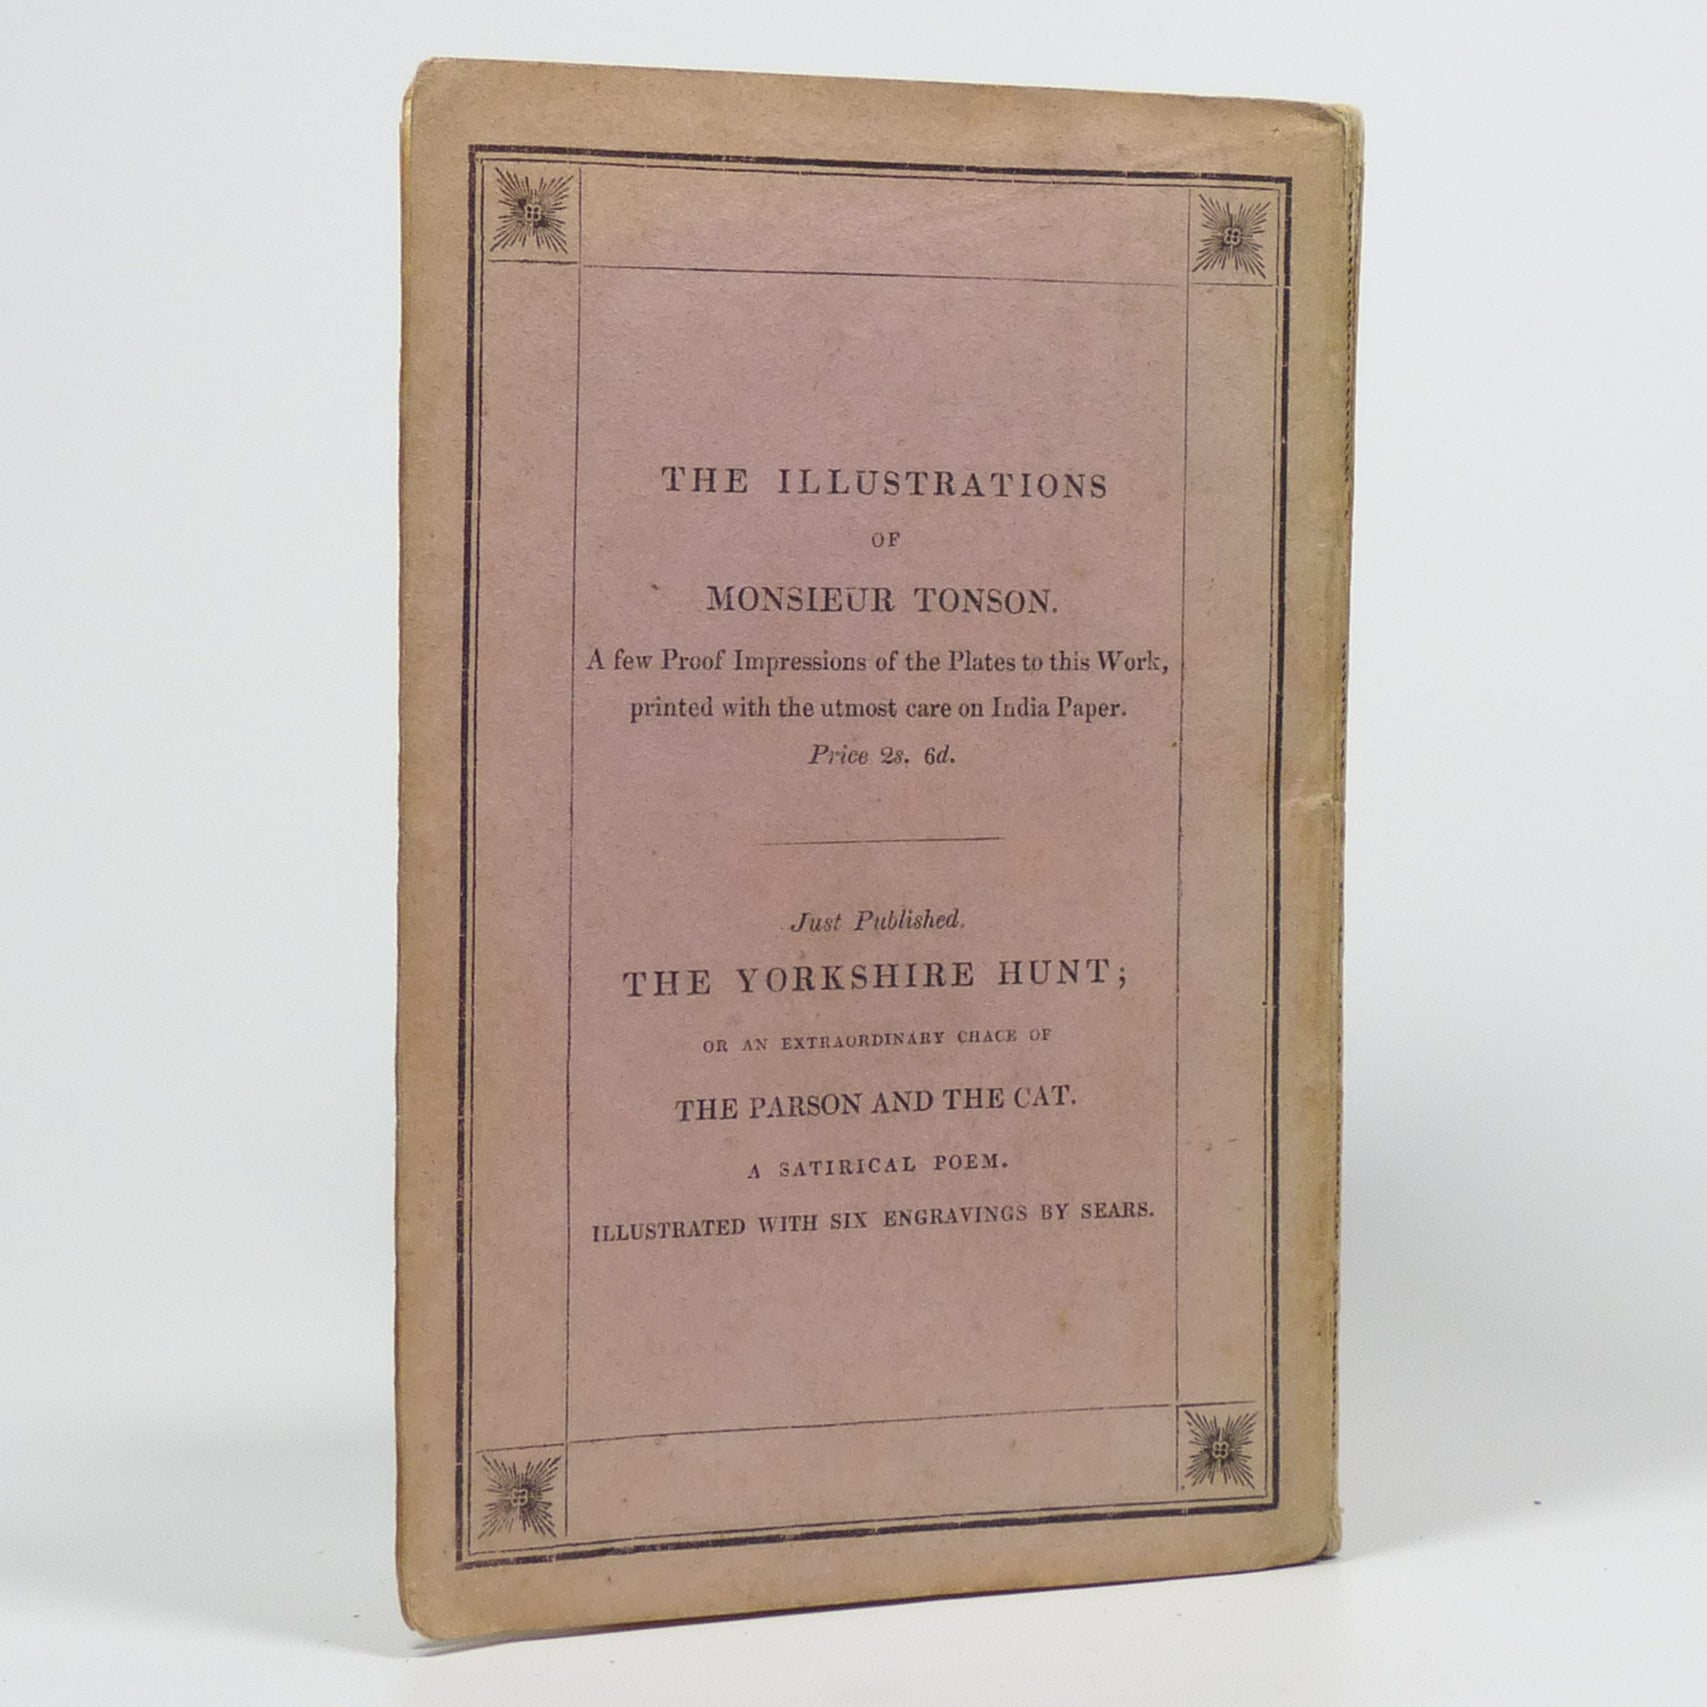 THE ILLUSTRATIONS
OF
MONSIEUR TONSON.
A few Proof Impressions of the Plates to this Work,
printed with the utmost care on India Paper.
Price 2s. 6d.
Just Published,
THE YORKSHIRE HUNT;
OR AN EXTRAORDINARY CHACE OF
THE PARSON AND THE CAT.
A SATIRICAL POEM.
ILLUSTRATED WITH SIX ENGRAVINGS BY SEARS.